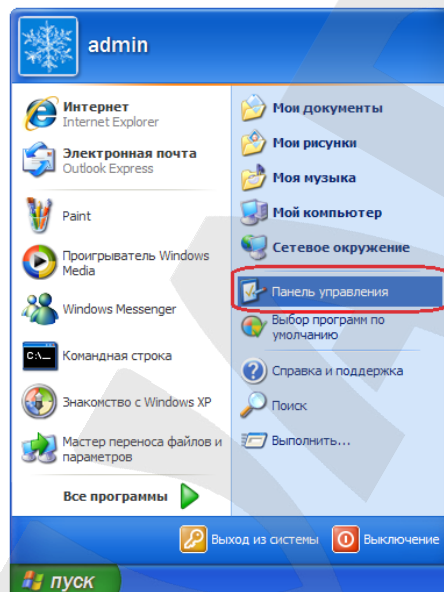 admin
Интернет
Internet Explorer
Электронная почта
Outlook Express
Paint
Проигрыватель Windows
Media
Windows Messenger
C:\_
Командная строка
Знакомство с Windows XP
Мастер переноса файлов и
параметров
Все программы
Мои документы
Мои рисунки
Моя музыка
Мой компьютер
Сетевое окружение
Панель управления
Выбор программ по
умолчанию
Справка и поддержка
Поиск
Выполнить...
Выход из системы
Выключение
пуск